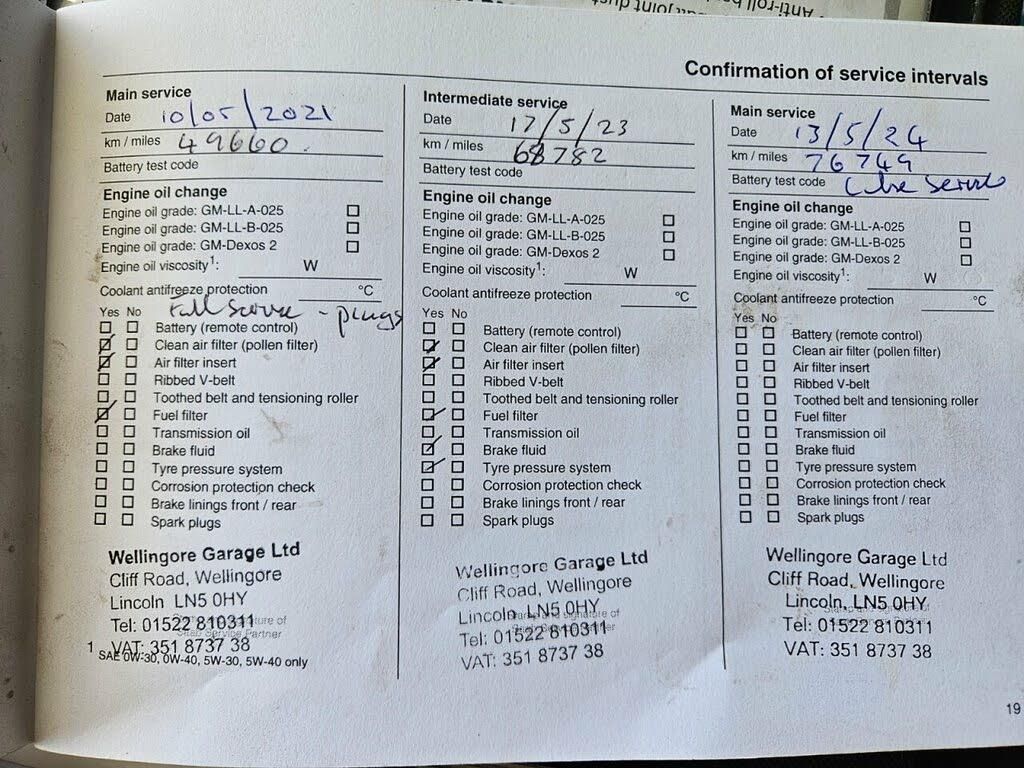 Anti-roll
joint dust
Confirmation of service intervals
Main service
Date 10/05/2021
km / miles 49660.
Battery test code
Engine oil change
Engine oil grade: GM-LL-A-025
Engine oil grade: GM-LL-B-025
Engine oil grade: GM-Dexos 2
Engine oil viscosity1: W
Coolant antifreeze protection °C
Full Service - plugs
Yes No
Battery (remote control)
Clean air filter (pollen filter)
Air filter insert
Ribbed V-belt
Toothed belt and tensioning roller
Fuel filter
Transmission oil
Brake fluid
Tyre pressure system
Corrosion protection check
Brake linings front / rear
Spark plugs
Wellingore Garage Ltd
Cliff Road, Wellingore
Lincoln LN5 0HY
Tel: 01522 810311
VAT: 351 8737 38
1 SAE 0W-30, 0W-40, 5W-30, 5W-40 only
Intermediate service
Date 17/5/23
km / miles 68782
Battery test code
Engine oil change
Engine oil grade: GM-LL-A-025
Engine oil grade: GM-LL-B-025
Engine oil grade: GM-Dexos 2
Engine oil viscosity1: W
Coolant antifreeze protection °C
Yes No
Battery (remote control)
Clean air filter (pollen filter)
Air filter insert
Ribbed V-belt
Toothed belt and tensioning roller
Fuel filter
Transmission oil
Brake fluid
Tyre pressure system
Corrosion protection check
Brake linings front / rear
Spark plugs
Wellingore Garage Ltd
Cliff Road, Wellingore
Lincoln LN5 0HY
Stamp and signature of
Tel: 01522 810311
VAT: 351 8737 38
Main service
Date 13/5/24
km / miles 76749
Battery test code Service
Engine oil change
Engine oil grade: GM-LL-A-025
Engine oil grade: GM-LL-B-025
Engine oil grade: GM-Dexos 2
Engine oil viscosity1: W
Coolant antifreeze protection °C
Yes No
Battery (remote control)
Clean air filter (pollen filter)
Air filter insert
Ribbed V-belt
Toothed belt and tensioning roller
Fuel filter
Transmission oil
Brake fluid
Tyre pressure system
Corrosion protection check
Brake linings front / rear
Spark plugs
Wellingore Garage Ltd
Cliff Road, Wellingore
Lincoln, LN5 0HY
Tel: 01522 810311
VAT: 351 8737 38
19